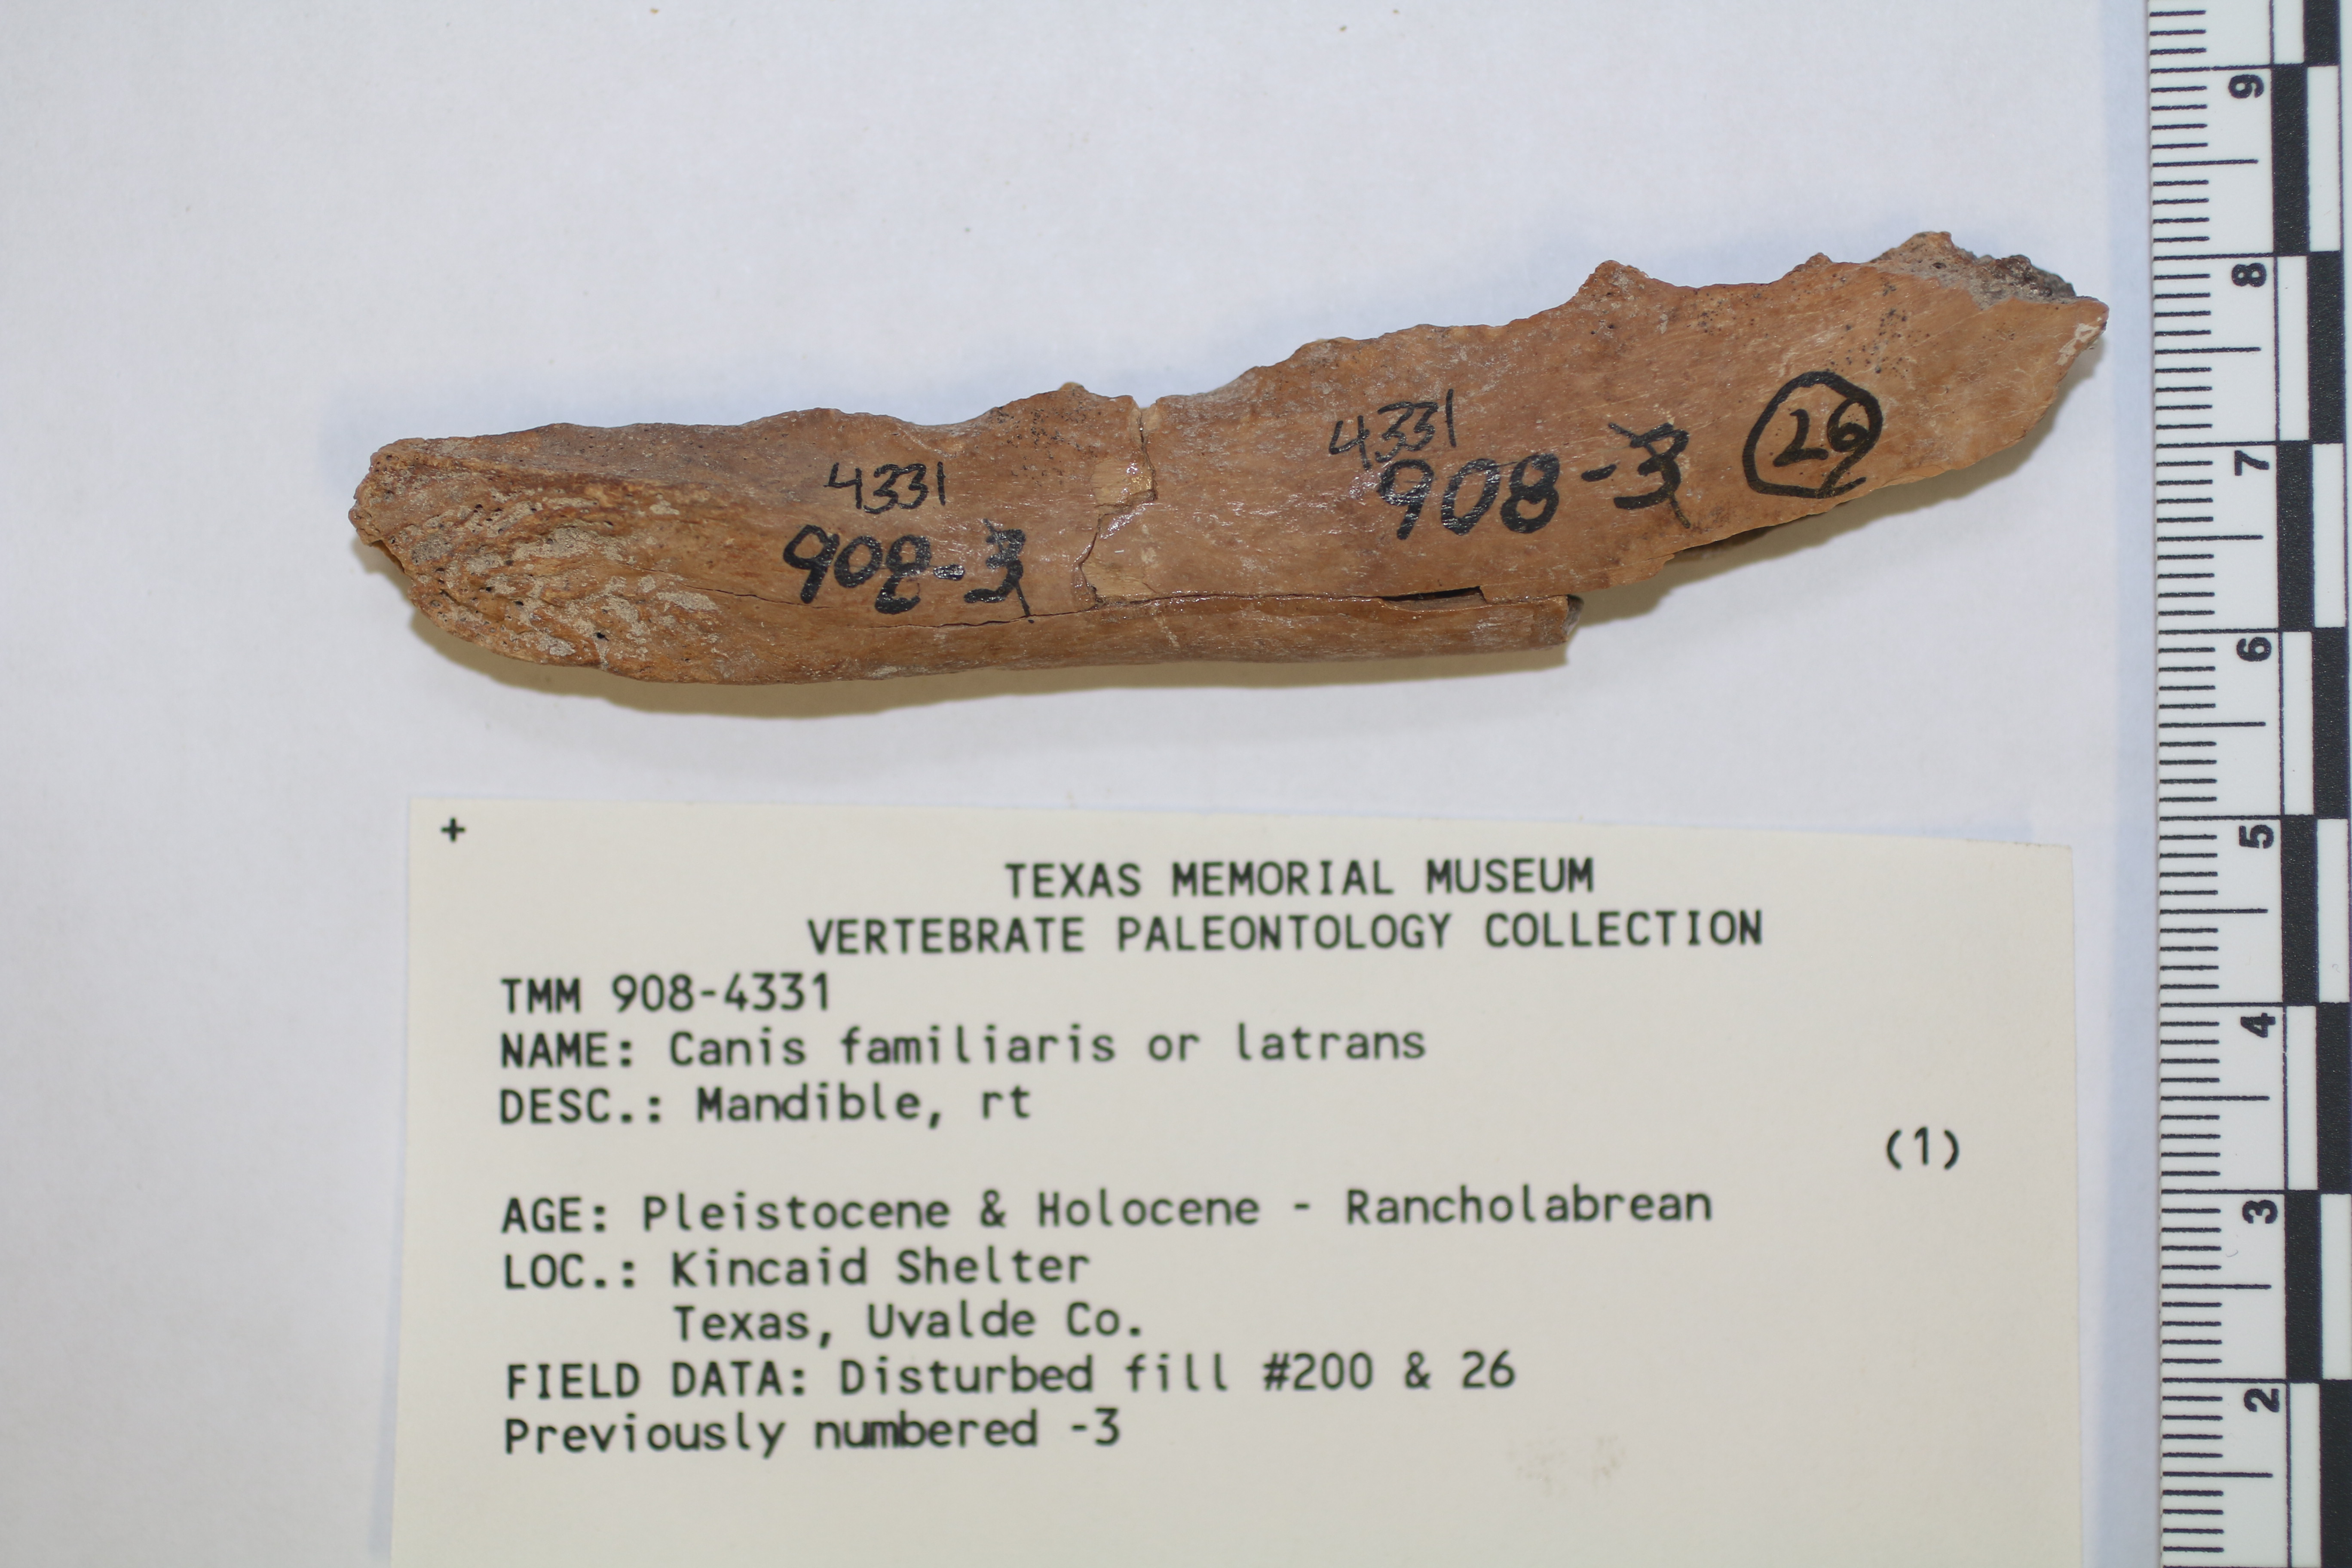 4331
908-3
4331
908-3
26
+
TEXAS MEMORIAL MUSEUM
VERTEBRATE PALEONTOLOGY COLLECTION
TMM 908-4331
NAME: Canis familiaris or latrans
DESC.: Mandible, rt
(1)
AGE: Pleistocene & Holocene - Rancholabrean
LOC.: Kincaid Shelter
Texas, Uvalde Co.
FIELD DATA: Disturbed fill #200 & 26
Previously numbered -3
9
8
7
6
5
4
3
2